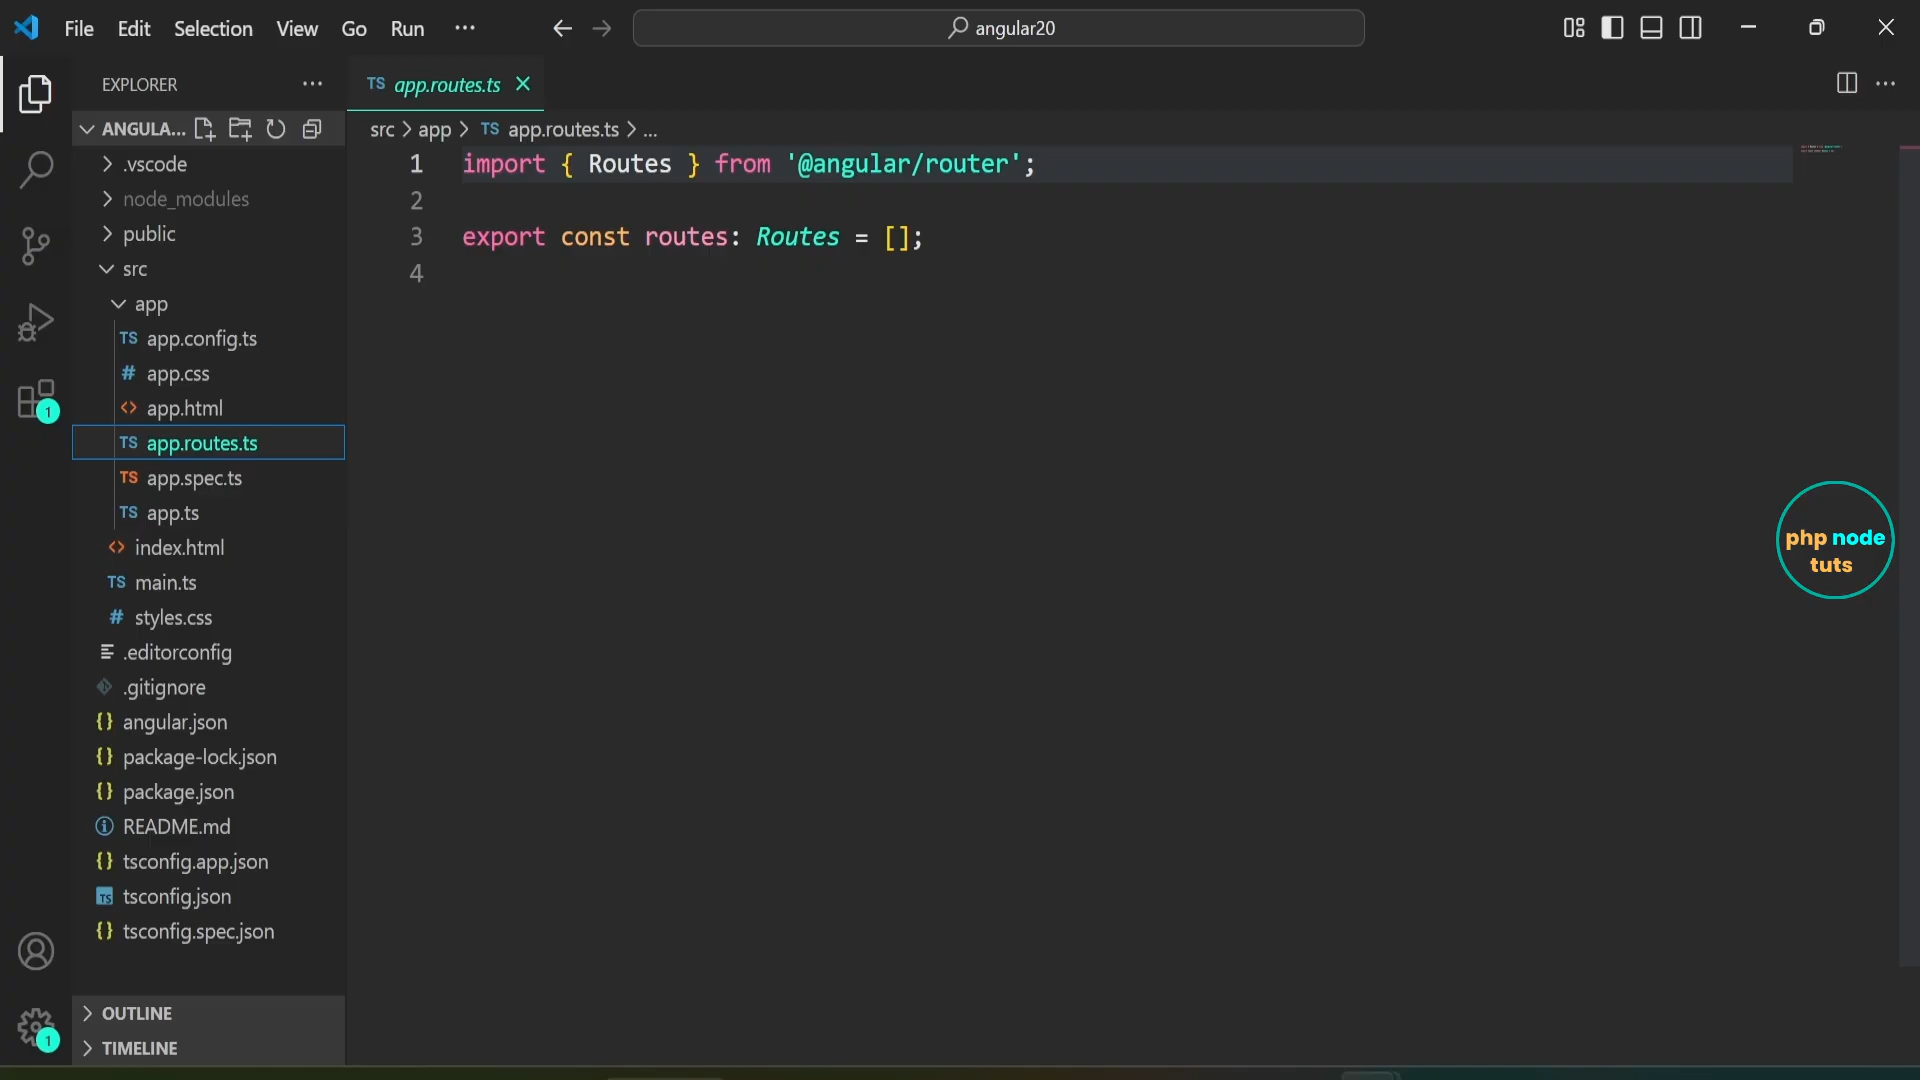 File Edit Selection View Go Run ...
angular20
EXPLORER ...
TS app.routes.ts
ANGULA...
src > app > TS app.routes.ts > ...
.vscode
node_modules
public
src
app
TS app.config.ts
# app.css
<> app.html
TS app.routes.ts
TS app.spec.ts
TS app.ts
<> index.html
TS main.ts
# styles.css
.editorconfig
.gitignore
{} angular.json
{} package-lock.json
{} package.json
README.md
{} tsconfig.app.json
TS tsconfig.json
{} tsconfig.spec.json
OUTLINE
TIMELINE
1
1
1 import { Routes } from '@angular/router';
2
3 export const routes: Routes = [];
4
php node
tuts